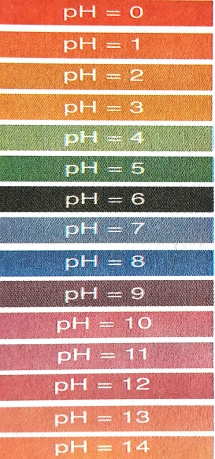 pH = 0
pH = 1
pH = 2
pH = 3
pH = 4
pH = 5
pH = 6
pH = 7
pH = 8
pH = 9
pH = 10
pH = 11
pH = 12
pH = 13
pH = 14